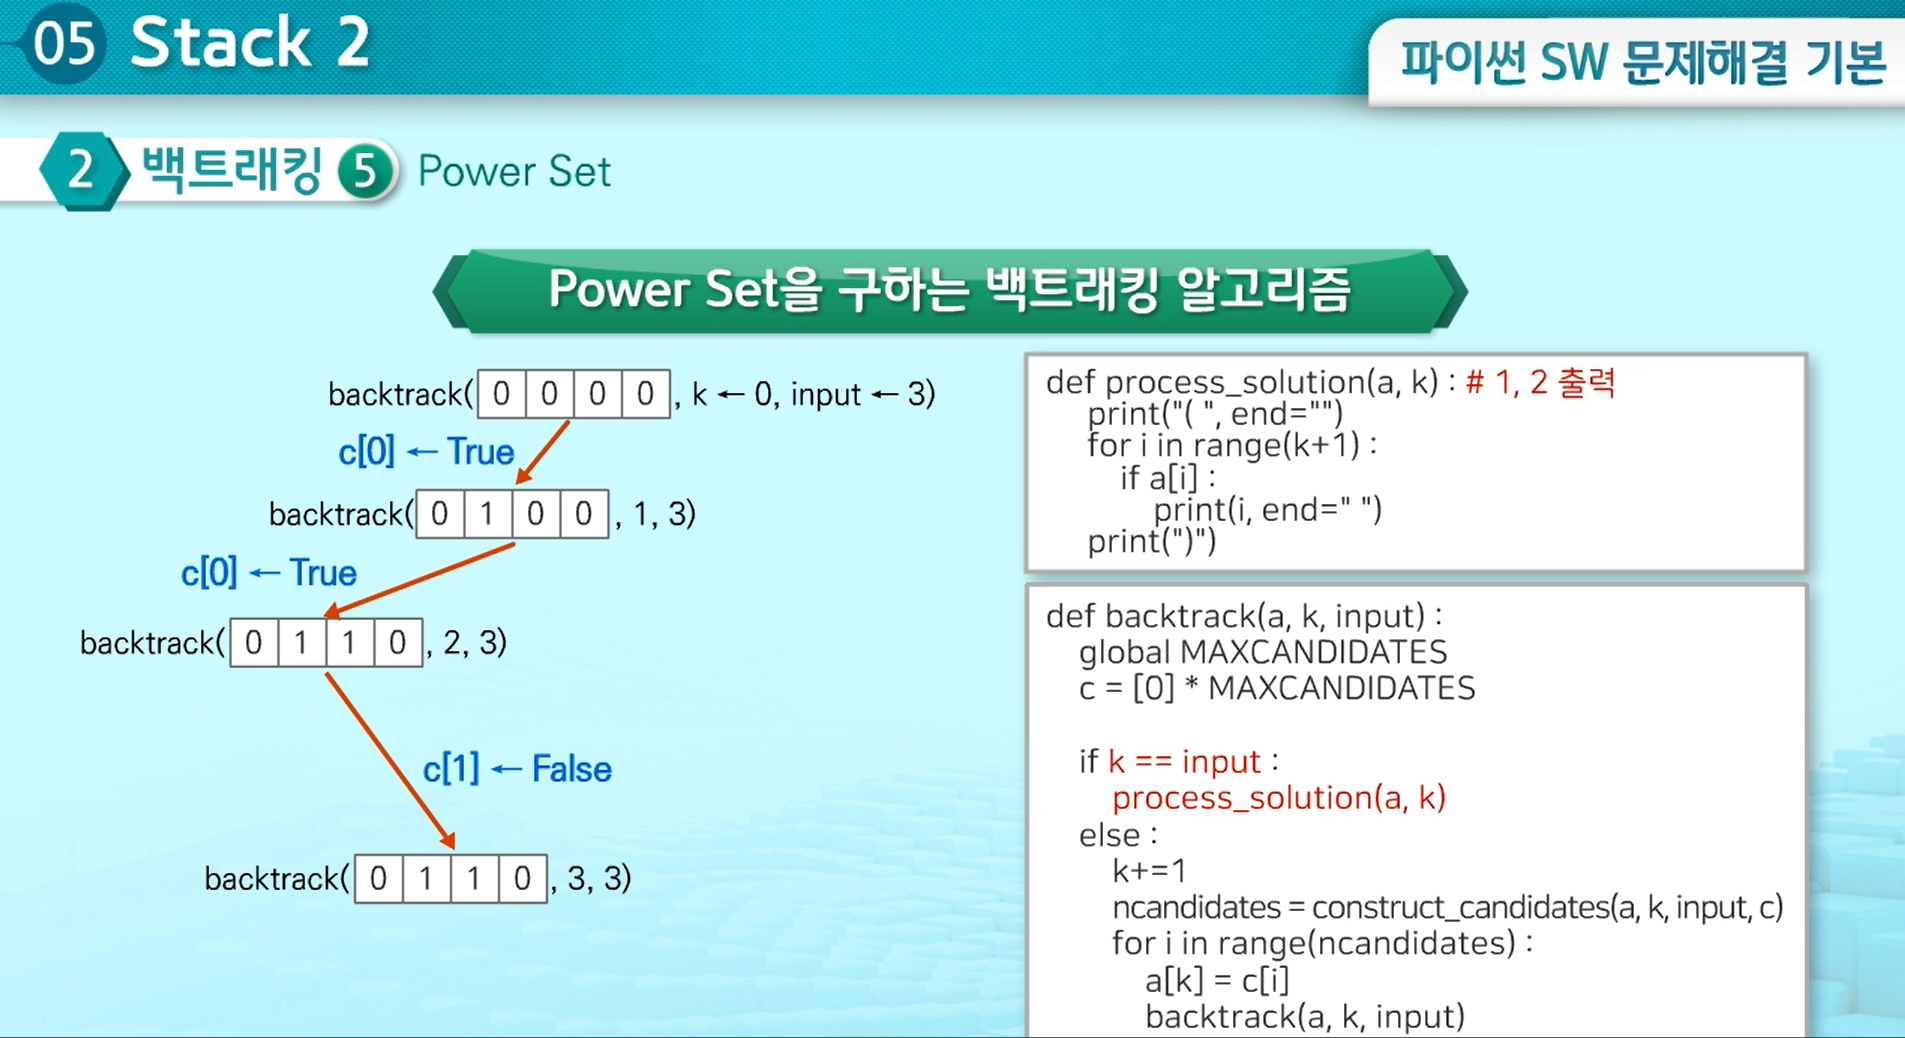 05 Stack 2
파이썬 SW 문제해결 기본
2 백트래킹 5 Power Set
Power Set을 구하는 백트래킹 알고리즘
backtrack( 0 0 0 0 , k ← 0, input ← 3)
c[0] ← True
backtrack( 0 1 0 0 , 1, 3)
c[0] ← True
backtrack( 0 1 1 0 , 2, 3)
c[1] ← False
backtrack( 0 1 1 0 , 3, 3)
def process_solution(a, k) : # 1, 2 출력
print("( ", end="")
for i in range(k+1) :
if a[i] :
print(i, end=" ")
print(")")
def backtrack(a, k, input) :
global MAXCANDIDATES
c = [0] * MAXCANDIDATES
if k == input :
process_solution(a, k)
else :
k+=1
ncandidates = construct_candidates(a, k, input, c)
for i in range(ncandidates) :
a[k] = c[i]
backtrack(a, k, input)